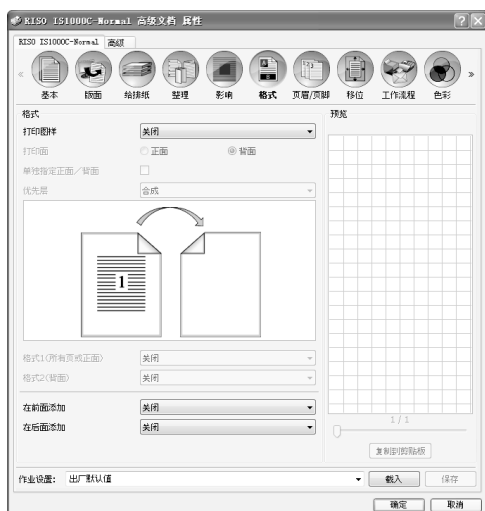 RISO IS1000C-Normal 高级文档 属性
RISO IS1000C-Normal 高级
« 基本 版面 给排纸 整理 影响 格式 页眉/页脚 移位 工作流程 色彩 »
格式 预览
打印图样 关闭
打印面 正面 背面
单独指定正面／背面
优先层 合成
1
格式1(所有页或正面) 关闭
格式2(背面) 关闭
在前面添加 关闭
在后面添加 关闭
1 / 1
复制到剪贴板
作业设置: 出厂默认值 载入 保存
确定 取消